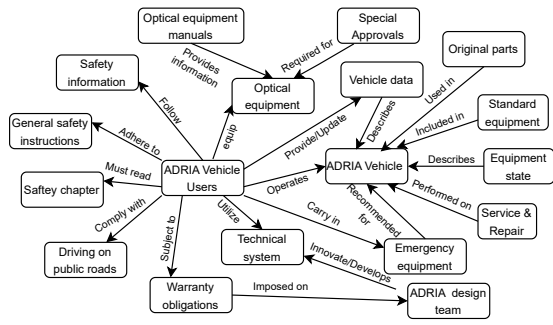 Optical equipment
manuals
Special
Approvals
Original parts
Provides
information
Required for
Safety
information
Optical
equipment
Vehicle data
Used in
Standard
equipment
Follow
General safety
instructions
Adhere to
equip
Provide/Update
Describes
Included in
Must read
ADRIA Vehicle
Users
Operates
ADRIA Vehicle
Describes
Equipment
state
Saftey chapter
Comply with
Subject to
Utilize
Carry in
Recommended
for
Performed on
Service &
Repair
Driving on
public roads
Technical
system
Emergency
equipment
Innovate/Develops
Warranty
obligations
Imposed on
ADRIA design
team